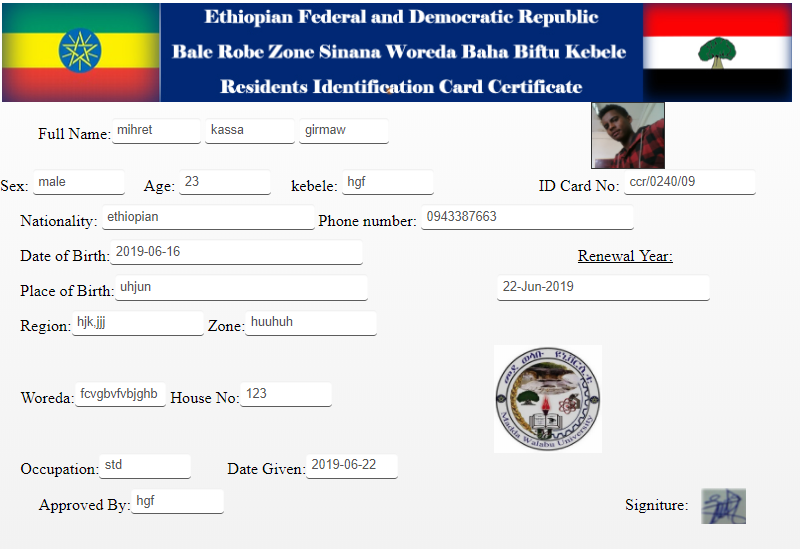 Ethiopian Federal and Democratic Republic
Bale Robe Zone Sinana Woreda Baha Biftu Kebele
Residents Identification Card Certificate
Full Name: mihret kassa girmaw
Sex: male Age: 23 kebele: hgf ID Card No: ccr/0240/09
Nationality: ethiopian Phone number: 0943387663
Date of Birth: 2019-06-16 Renewal Year:
Place of Birth: uhjun 22-Jun-2019
Region: hjk,jjj Zone: huuhuh
መዳ ወላቡ ዩኒቨርሲቲ
Madda Walabu University
Woreda: fcvgbvfvbjghb House No: 123
Occupation: std Date Given: 2019-06-22
Approved By: hgf Signiture: